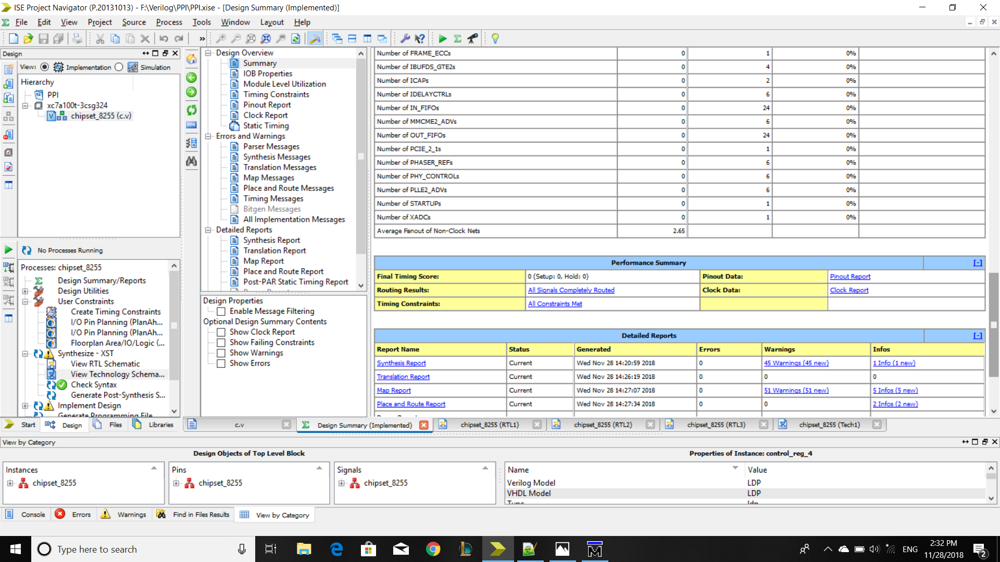 ISE Project Navigator (P.20131013) - F:\Verilog\PPI\PPI.xise - [Design Summary (Implemented)]
File Edit View Project Source Process Tools Window Layout Help
Design
View: Implementation Simulation
Hierarchy
PPI
xc7a100t-3csg324
chipset_8255 (c.v)
No Processes Running
Processes: chipset_8255
Design Summary/Reports
Design Utilities
User Constraints
Create Timing Constraints
I/O Pin Planning (PlanAh...
I/O Pin Planning (PlanAh...
Floorplan Area/IO/Logic (...
Synthesize - XST
View RTL Schematic
View Technology Schema...
Check Syntax
Generate Post-Synthesis S...
Implement Design
Generate Programming File
Start Design Files Libraries
Design Overview
Summary
IOB Properties
Module Level Utilization
Timing Constraints
Pinout Report
Clock Report
Static Timing
Errors and Warnings
Parser Messages
Synthesis Messages
Translation Messages
Map Messages
Place and Route Messages
Timing Messages
Bitgen Messages
All Implementation Messages
Detailed Reports
Synthesis Report
Translation Report
Map Report
Place and Route Report
Post-PAR Static Timing Report
Design Properties
Enable Message Filtering
Optional Design Summary Contents
Show Clock Report
Show Failing Constraints
Show Warnings
Show Errors
Number of FRAME_ECCs 0 1 0%
Number of IBUFDS_GTE2s 0 4 0%
Number of ICAPs 0 2 0%
Number of IDELAYCTRLs 0 6 0%
Number of IN_FIFOs 0 24 0%
Number of MMCME2_ADVs 0 6 0%
Number of OUT_FIFOs 0 24 0%
Number of PCIE_2_1s 0 1 0%
Number of PHASER_REFs 0 6 0%
Number of PHY_CONTROLs 0 6 0%
Number of PLLE2_ADVs 0 6 0%
Number of STARTUPs 0 1 0%
Number of XADCs 0 1 0%
Average Fanout of Non-Clock Nets 2.65
Performance Summary [-]
Final Timing Score: 0 (Setup: 0, Hold: 0) Pinout Data: Pinout Report
Routing Results: All Signals Completely Routed Clock Data: Clock Report
Timing Constraints: All Constraints Met
Detailed Reports [-]
Report Name Status Generated Errors Warnings Infos
Synthesis Report Current Wed Nov 28 14:20:59 2018 0 45 Warnings (45 new) 1 Info (1 new)
Translation Report Current Wed Nov 28 14:26:19 2018 0 0 0
Map Report Current Wed Nov 28 14:27:07 2018 0 51 Warnings (51 new) 5 Infos (5 new)
Place and Route Report Current Wed Nov 28 14:27:34 2018 0 0 2 Infos (2 new)
c.v Design Summary (Implemented) chipset_8255 (RTL1) chipset_8255 (RTL2) chipset_8255 (RTL3) chipset_8255 (Tech1)
View by Category
Design Objects of Top Level Block
Properties of Instance: control_reg_4
Instances Pins Signals Name Value
chipset_8255 chipset_8255 chipset_8255
Verilog Model LDP
VHDL Model LDP
Type ldp
Console Errors Warnings Find in Files Results View by Category
Type here to search
ENG
2:32 PM
11/28/2018
2